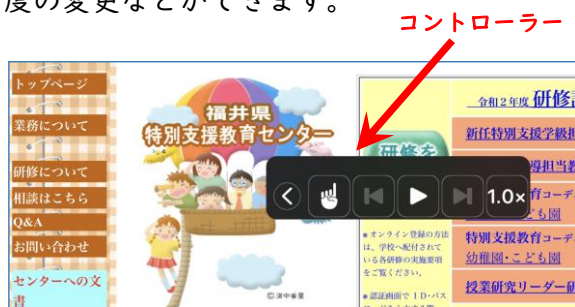 度の変更などができます。
コントローラー
トップページ
業務について
研修について
相談はこちら
Q&A
お問い合わせ
センターへの文
書
福井県
特別支援教育センター
©濱中春里
研修を
1.0×
●オンライン登録の方法
は、学校へ配付されて
いる各研修の実施要項
をご覧ください。
●認証画面でID・パス
令和2年度 研修
新任特別支援学級担
導担当教
育コーデ
ども園
特別支援教育コーデ
幼稚園・こども園
授業研究リーダー研